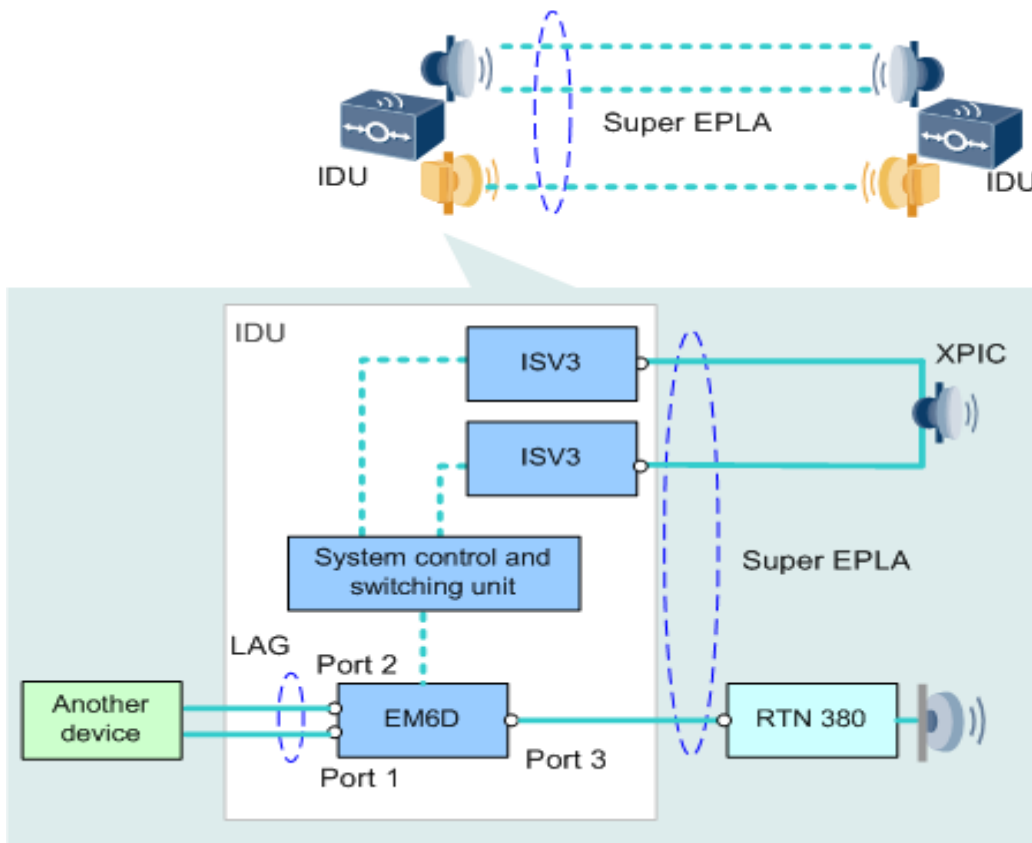 Super EPLA
IDU
IDU
IDU
ISV3
XPIC
ISV3
System control and
switching unit
Super EPLA
LAG
Port 2
Another
device
EM6D
RTN 380
Port 1
Port 3